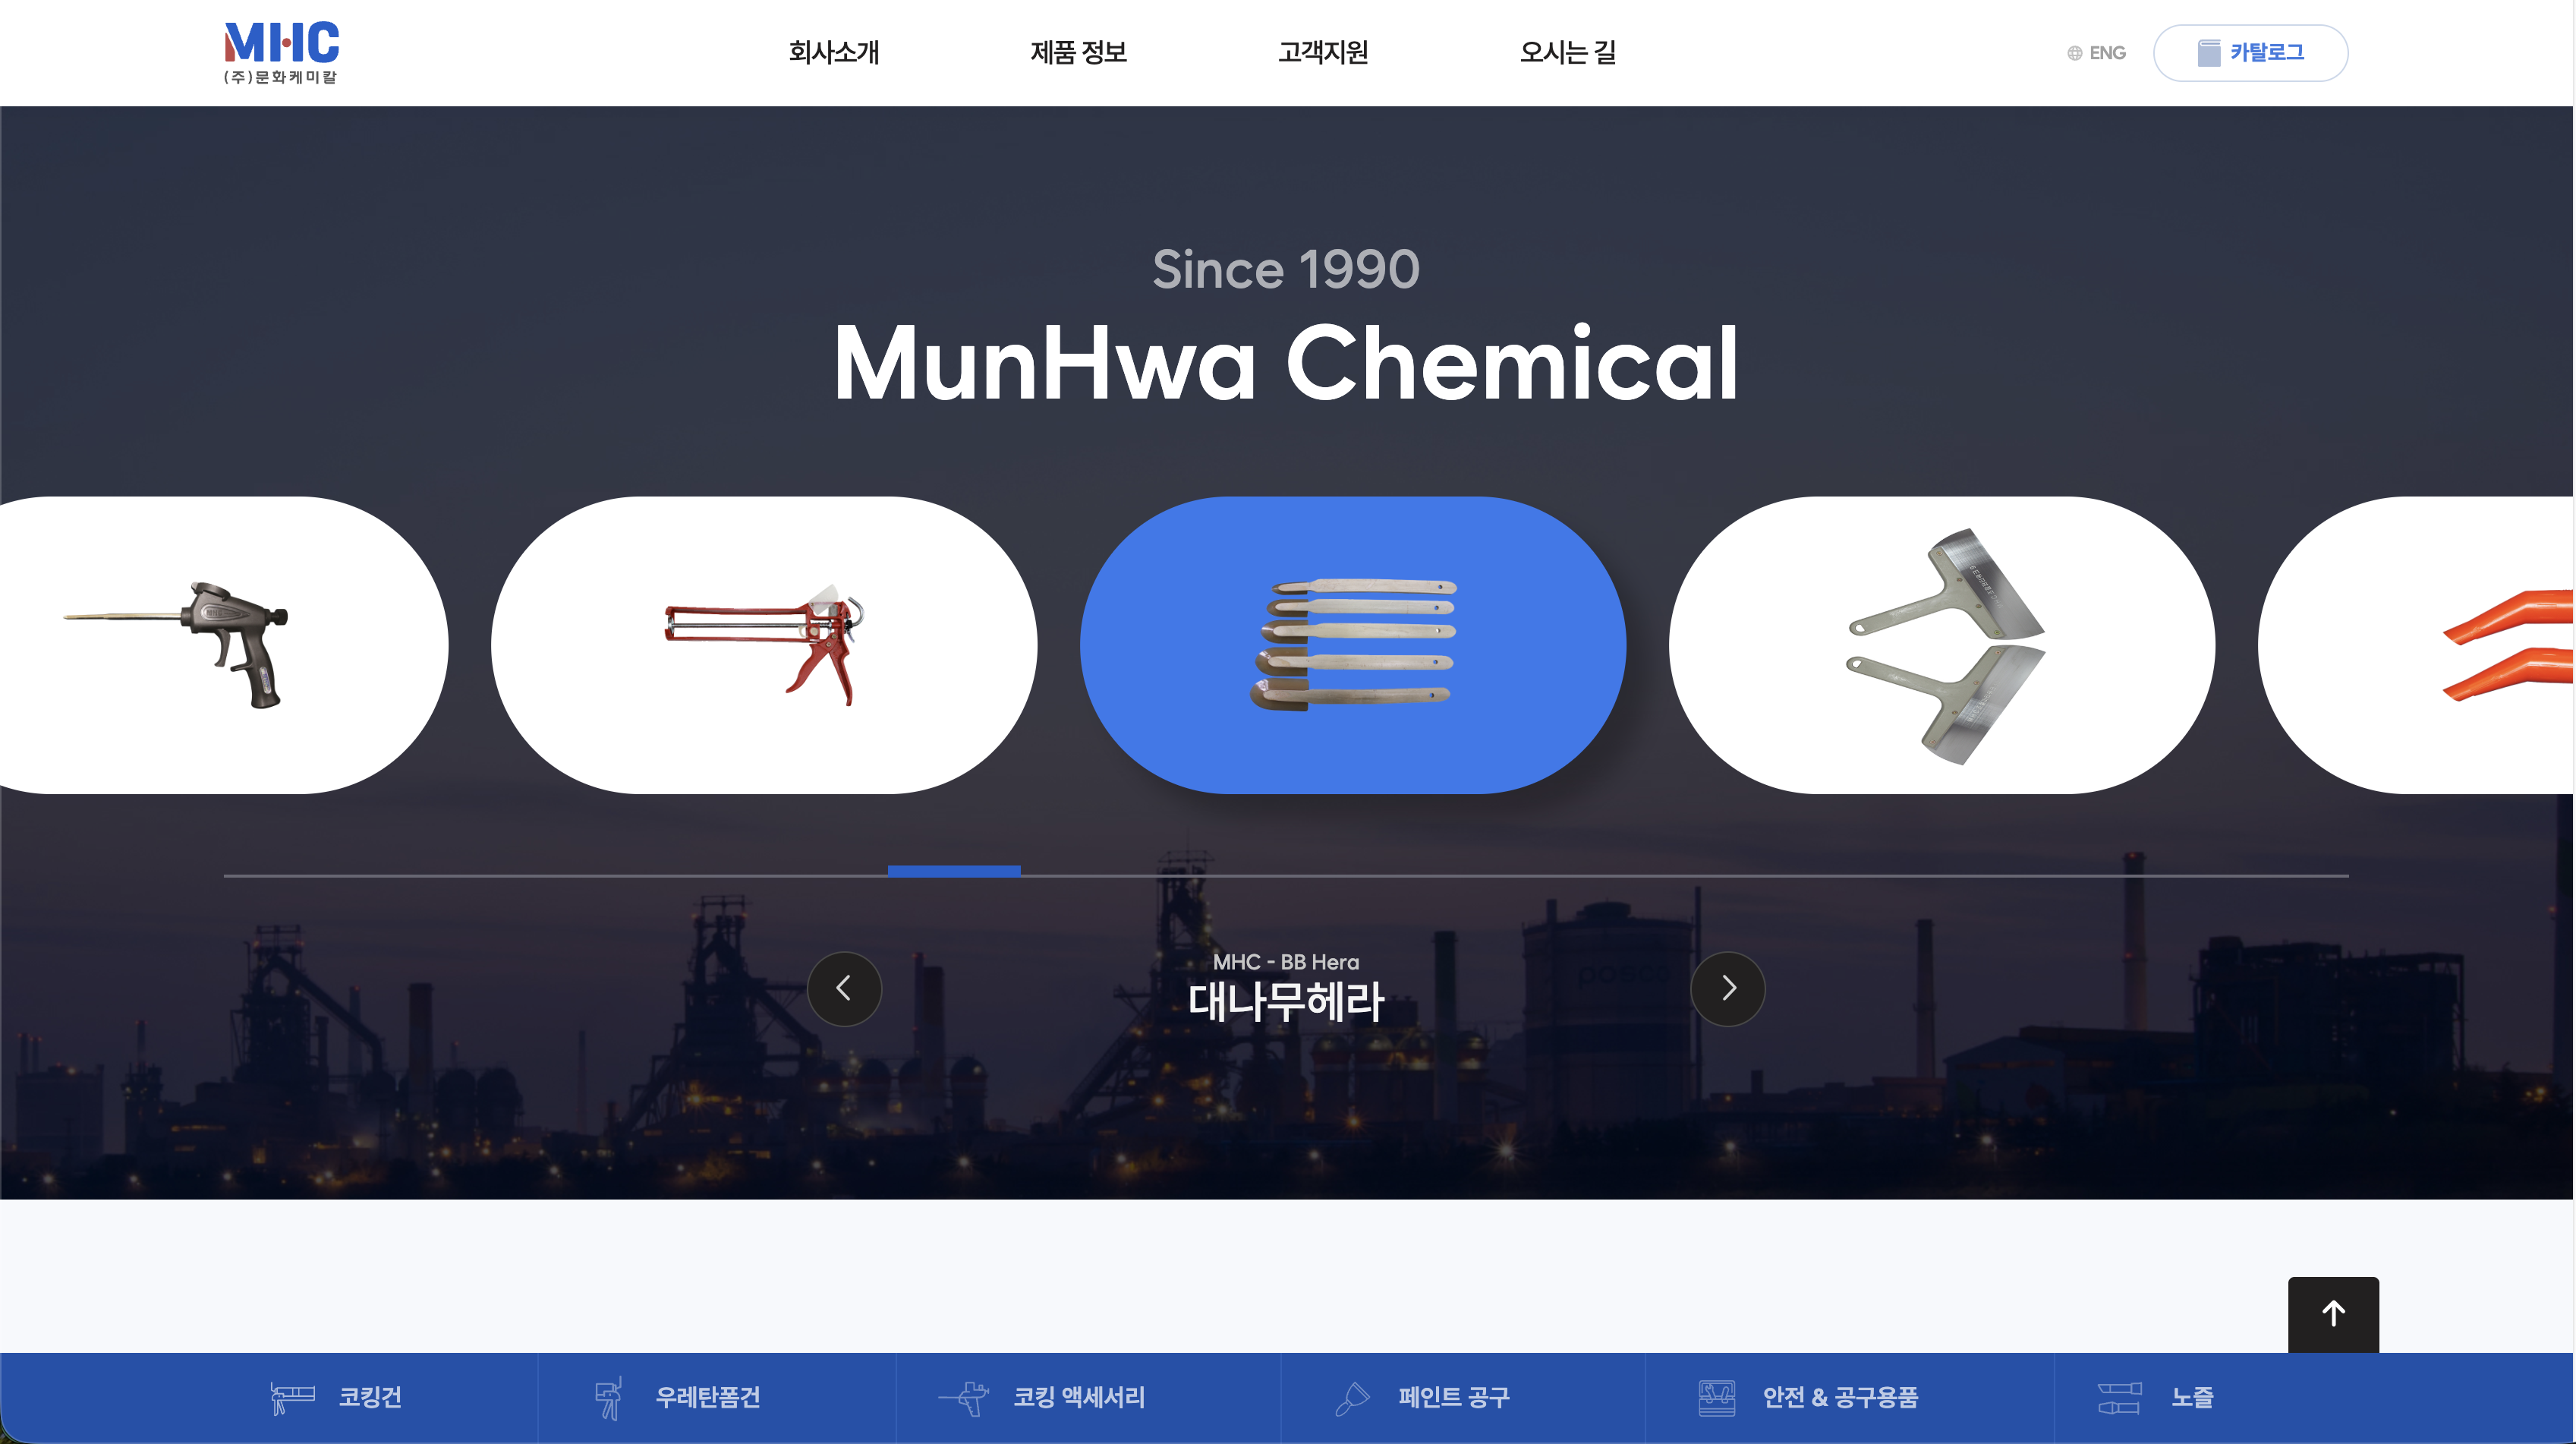 MHC
(주)문화케미칼
회사소개
제품 정보
고객지원
오시는 길
ENG
카탈로그
Since 1990
MunHwa Chemical
posco
MHC - BB Hera
대나무헤라
코킹건
우레탄폼건
코킹 액세서리
페인트 공구
안전 & 공구용품
노즐